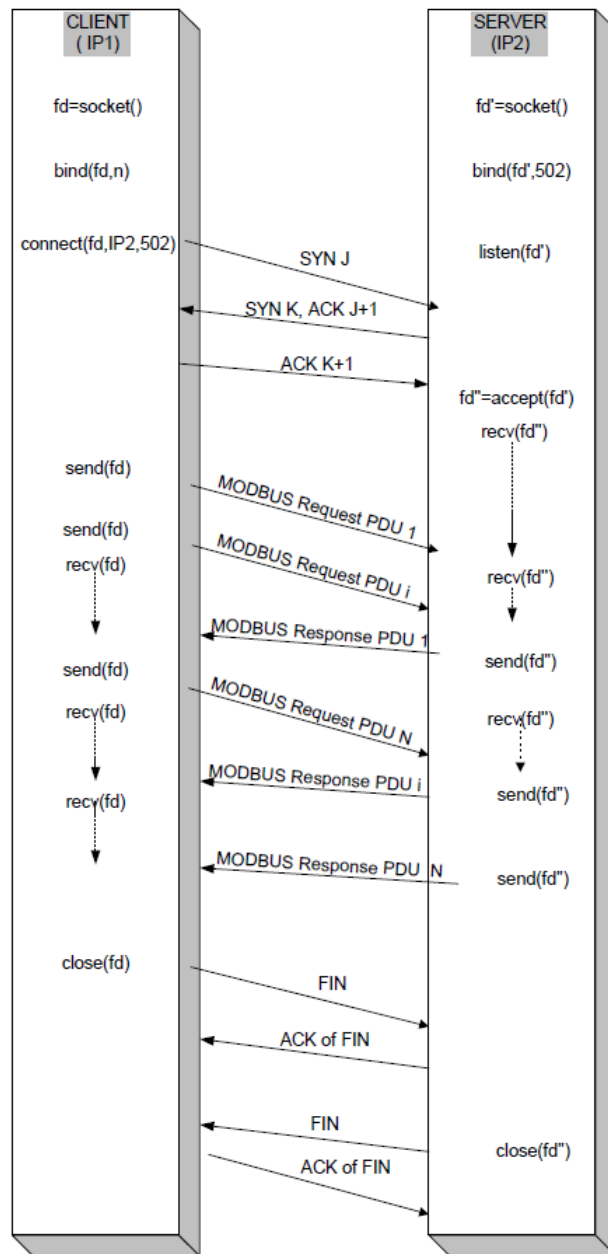 CLIENT
( IP1)
SERVER
(IP2)
fd=socket()
fd'=socket()
bind(fd,n)
bind(fd',502)
connect(fd,IP2,502)
listen(fd')
SYN J
SYN K, ACK J+1
ACK K+1
fd"=accept(fd')
recv(fd")
send(fd)
MODBUS Request PDU 1
send(fd)
MODBUS Request PDU i
recv(fd)
recv(fd")
MODBUS Response PDU 1
send(fd")
send(fd)
MODBUS Request PDU N
recv(fd)
recv(fd")
MODBUS Response PDU i
send(fd")
recv(fd)
MODBUS Response PDU N
send(fd")
close(fd)
FIN
ACK of FIN
FIN
close(fd")
ACK of FIN